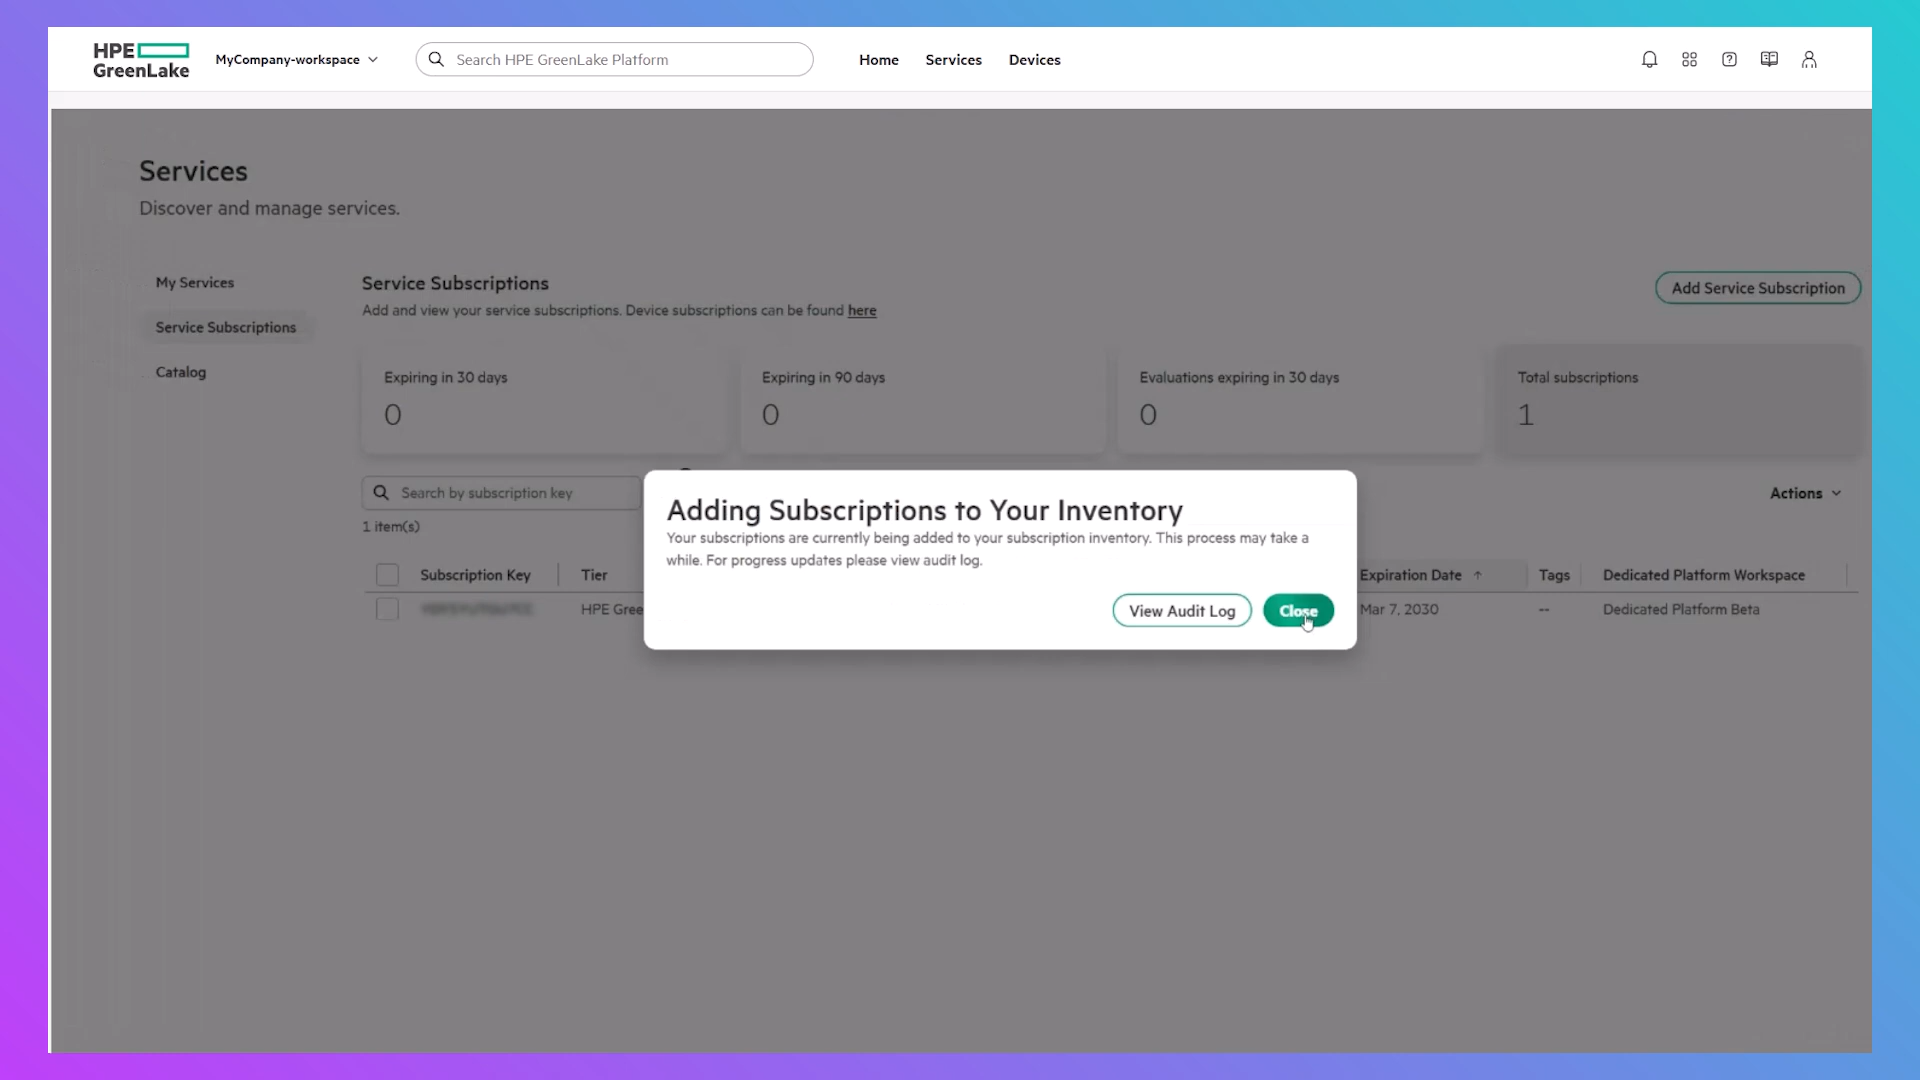 HPE
GreenLake
MyCompany-workspace
Search HPE GreenLake Platform
Home
Services
Devices
Services
Discover and manage services.
My Services
Service Subscriptions
Catalog
Service Subscriptions
Add and view your service subscriptions. Device subscriptions can be found here
Add Service Subscription
Expiring in 30 days
0
Expiring in 90 days
0
Evaluations expiring in 30 days
0
Total subscriptions
1
Search by subscription key
Actions
1 item(s)
Adding Subscriptions to Your Inventory
Your subscriptions are currently being added to your subscription inventory. This process may take a
while. For progress updates please view audit log.
View Audit Log
Close
Subscription Key
Tier
Expiration Date
Tags
Dedicated Platform Workspace
HPE Gree
Mar 7, 2030
--
Dedicated Platform Beta